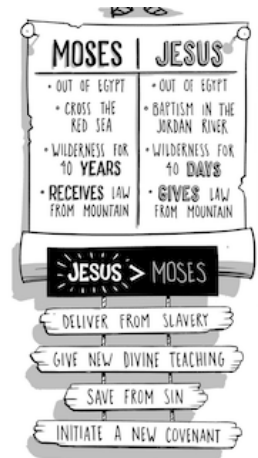 MOSES | JESUS
• OUT OF EGYPT
• CROSS THE
RED SEA
• WILDERNESS FOR
40 YEARS
• RECEIVES LAW
FROM MOUNTAIN
• OUT OF EGYPT
• BAPTISM IN THE
JORDAN RIVER
• WILDERNESS FOR
40 DAYS
• GIVES LAW
FROM MOUNTAIN
JESUS > MOSES
DELIVER FROM SLAVERY
GIVE NEW DIVINE TEACHING
SAVE FROM SIN
INITIATE A NEW COVENANT